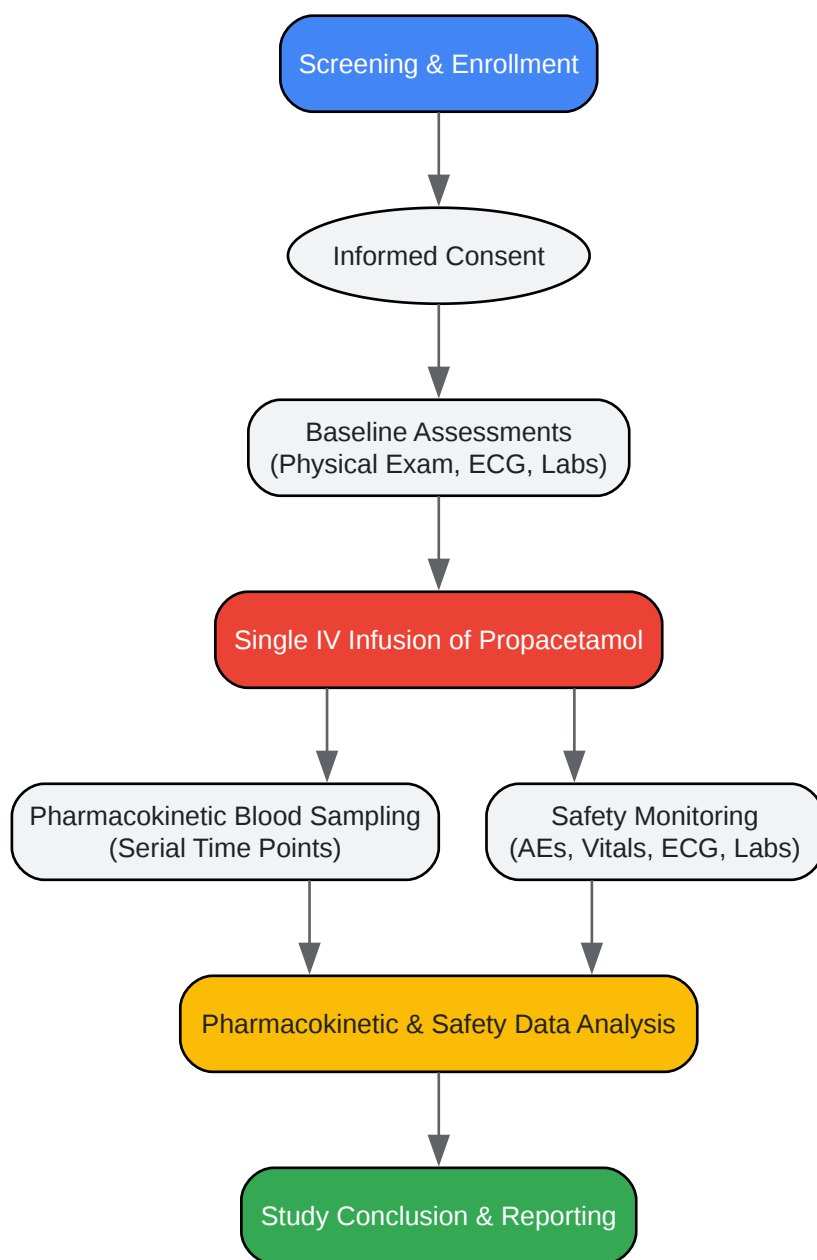 Screening & Enrollment
Informed Consent
Baseline Assessments
(Physical Exam, ECG, Labs)
Single IV Infusion of Propacetamol
Pharmacokinetic Blood Sampling
(Serial Time Points)
Safety Monitoring
(AEs, Vitals, ECG, Labs)
Pharmacokinetic & Safety Data Analysis
Study Conclusion & Reporting